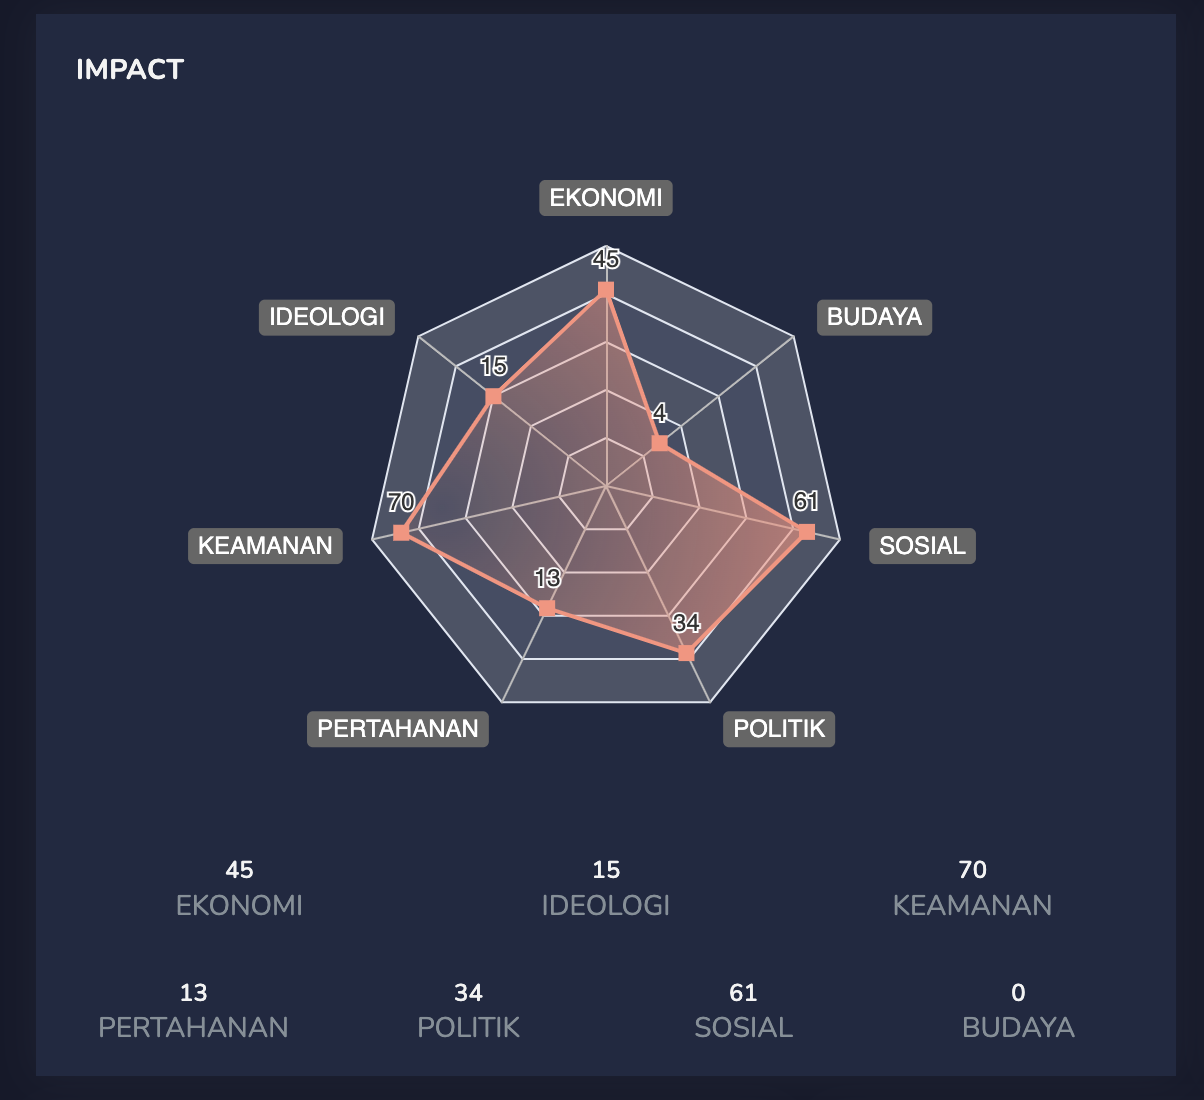 IMPACT
EKONOMI
45
IDEOLOGI
BUDAYA
15
4
70
61
KEAMANAN
SOSIAL
13
34
PERTAHANAN
POLITIK
45
EKONOMI
15
IDEOLOGI
70
KEAMANAN
13
PERTAHANAN
34
POLITIK
61
SOSIAL
0
BUDAYA